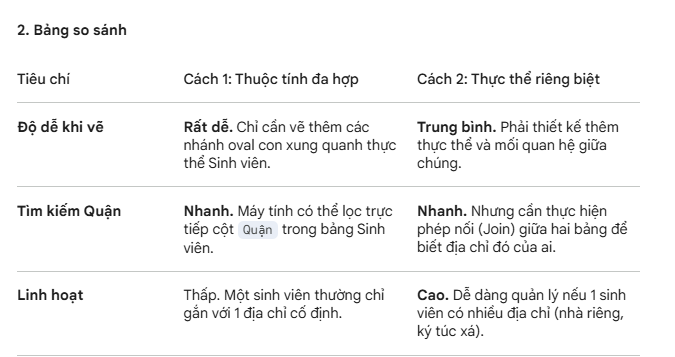 2. Bảng so sánh
Tiêu chí
Cách 1: Thuộc tính đa hợp
Cách 2: Thực thể riêng biệt
Độ dễ khi vẽ
Rất dễ. Chỉ cần vẽ thêm các
nhánh oval con xung quanh thực
thể Sinh viên.
Trung bình. Phải thiết kế thêm
thực thể và mối quan hệ giữa
chúng.
Tìm kiếm Quận
Nhanh. Máy tính có thể lọc trực
tiếp cột Quận trong bảng Sinh
viên.
Nhanh. Nhưng cần thực hiện
phép nối (Join) giữa hai bảng để
biết địa chỉ đó của ai.
Linh hoạt
Thấp. Một sinh viên thường chỉ
gắn với 1 địa chỉ cố định.
Cao. Dễ dàng quản lý nếu 1 sinh
viên có nhiều địa chỉ (nhà riêng,
ký túc xá).